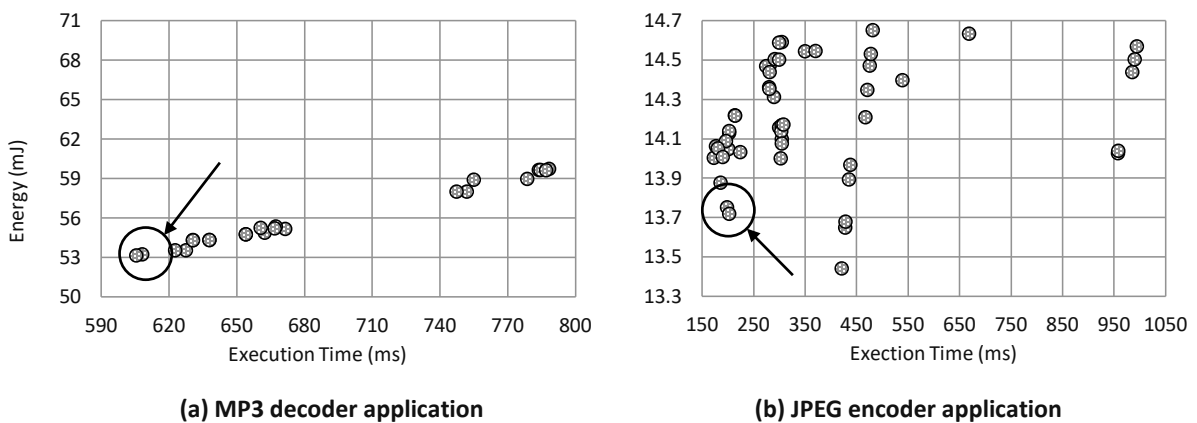 71
68
65
62
59
56
53
50
Energy (mJ)
590 620 650 680 710 740 770 800
Execution Time (ms)
(a) MP3 decoder application
14.7
14.5
14.3
14.1
13.9
13.7
13.5
13.3
150 250 350 450 550 650 750 850 950 1050
Exection Time (ms)
(b) JPEG encoder application